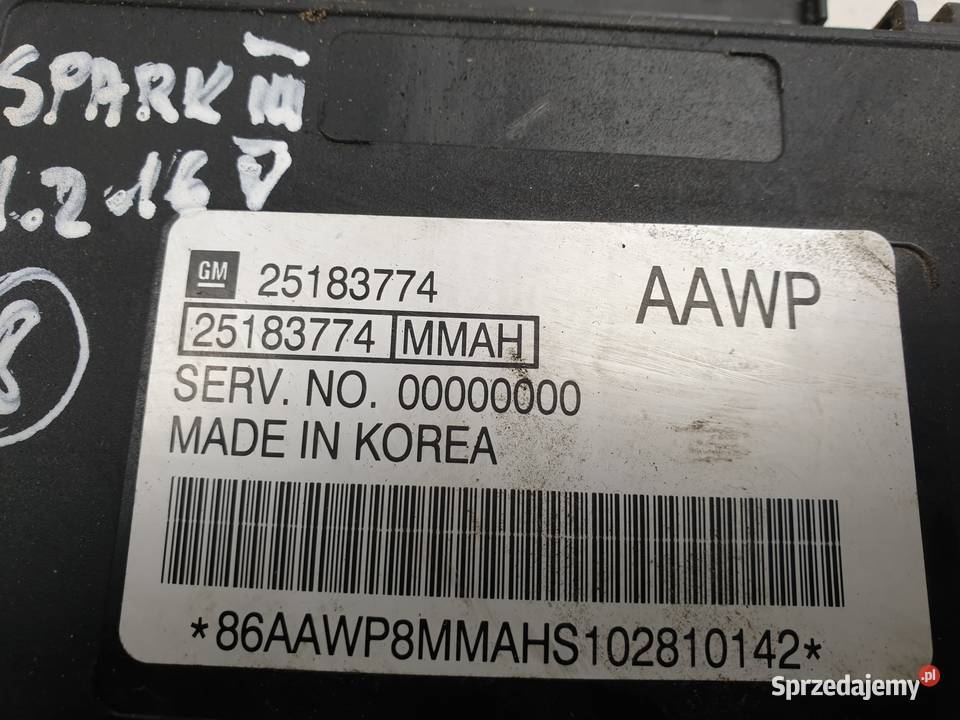 SPARK III
1.2.16V
8
GM 25183774
AAWP
25183774 MMAH
SERV. NO. 00000000
MADE IN KOREA
*86AAWP8MMAHS102810142*
Sprzedajemy.pl